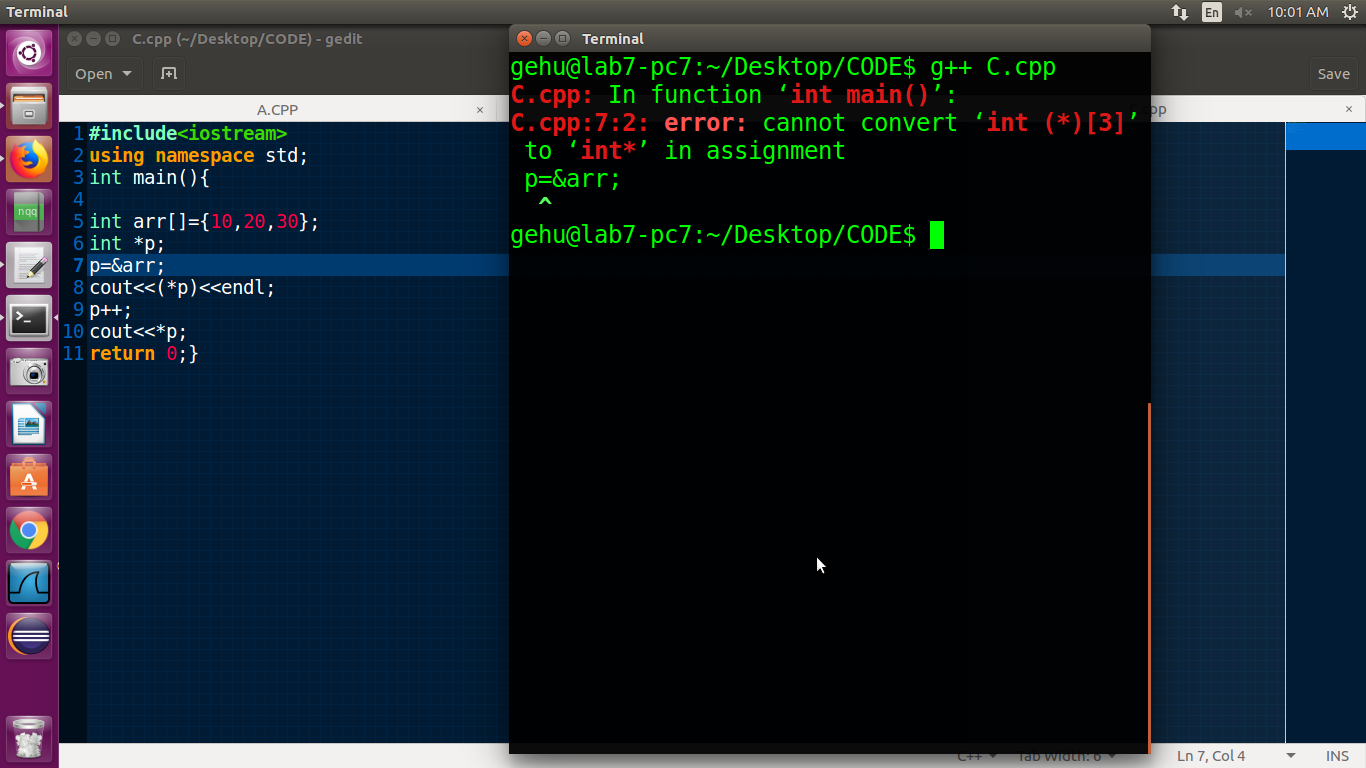 Terminal
En
10:01 AM
C.cpp (~/Desktop/CODE) - gedit
Open
Save
A.CPP
1 #include<iostream>
2 using namespace std;
3 int main(){
4
5 int arr[]={10,20,30};
6 int *p;
7 p=&arr;
8 cout<<(*p)<<endl;
9 p++;
10 cout<<*p;
11 return 0;}
Terminal
gehu@lab7-pc7:~/Desktop/CODE$ g++ C.cpp
C.cpp: In function ‘int main()’:
C.cpp:7:2: error: cannot convert ‘int (*)[3]’
to ‘int*’ in assignment
p=&arr;
^
gehu@lab7-pc7:~/Desktop/CODE$
nqq
C++
Tab Width:
Ln 7, Col 4
INS